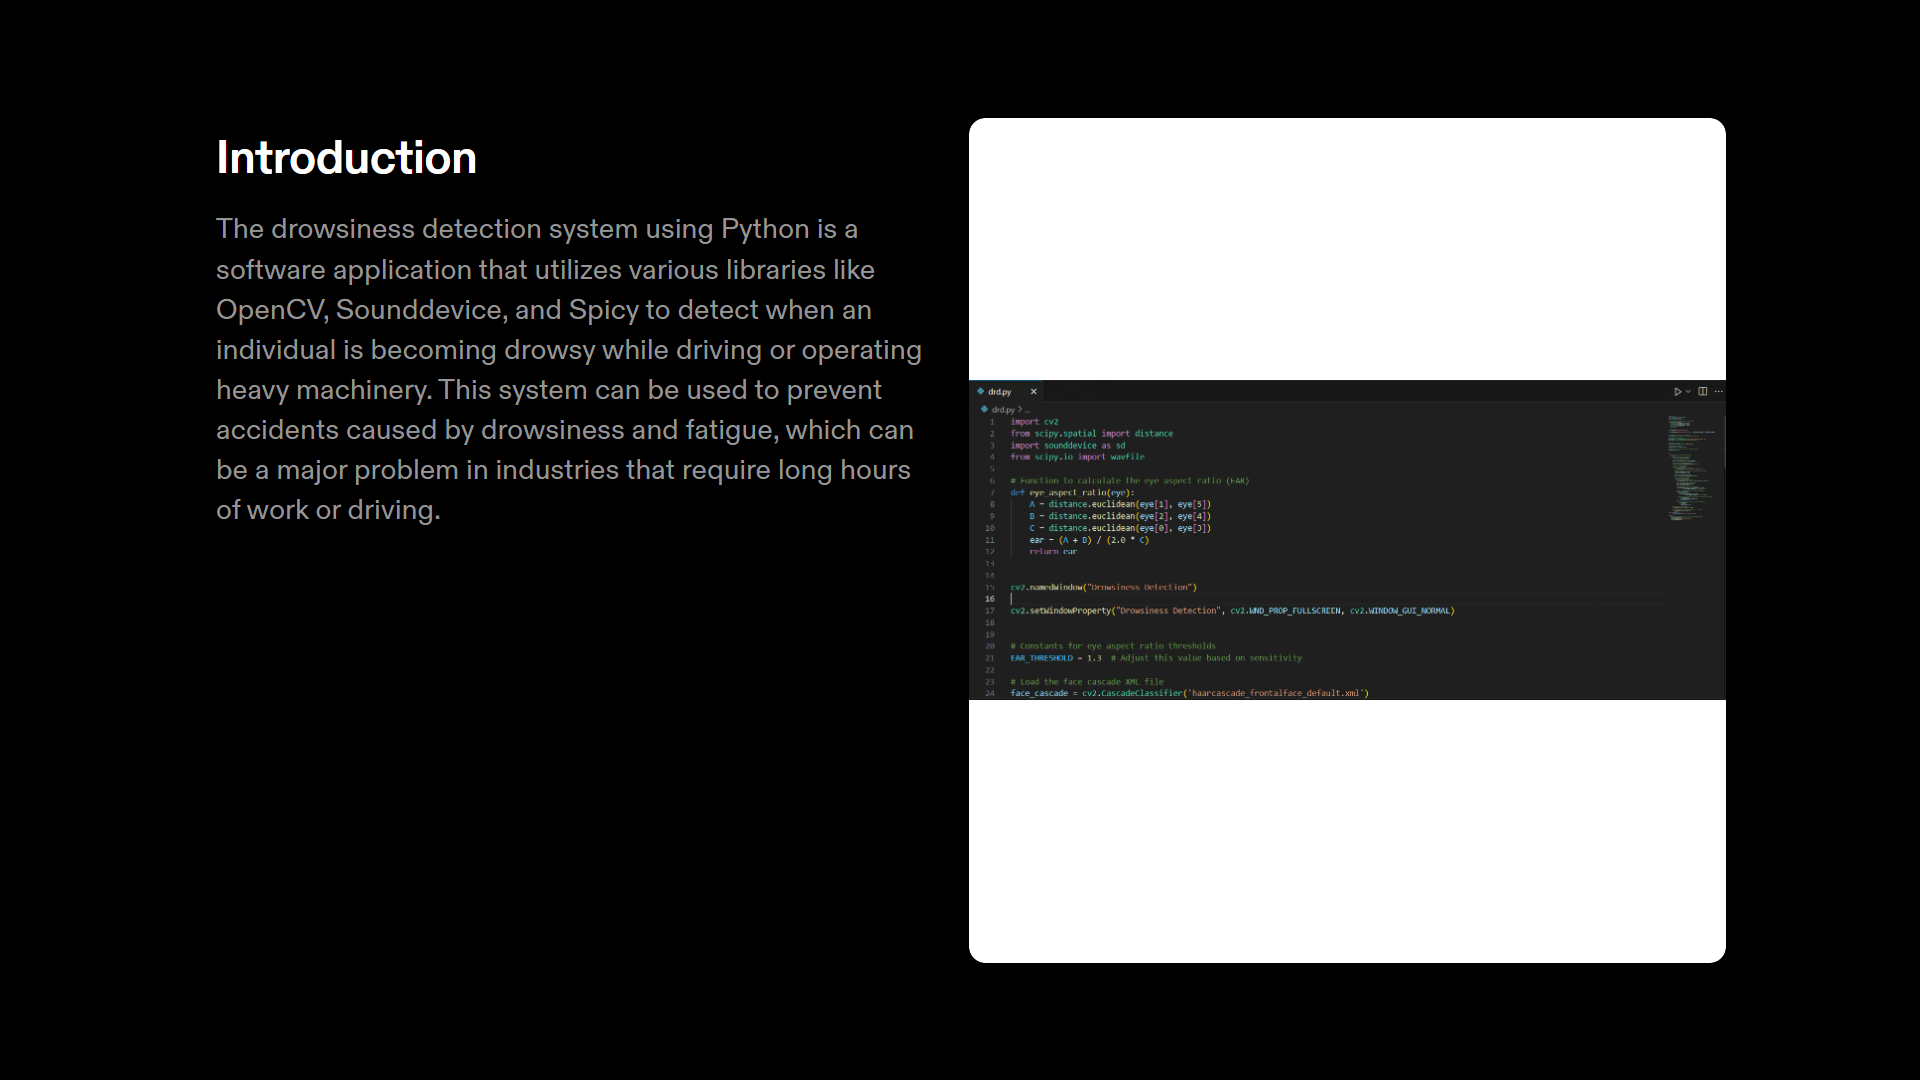 Introduction
The drowsiness detection system using Python is a
software application that utilizes various libraries like
OpenCV, Sounddevice, and Spicy to detect when an
individual is becoming drowsy while driving or operating
heavy machinery. This system can be used to prevent
accidents caused by drowsiness and fatigue, which can
be a major problem in industries that require long hours
of work or driving.
drd.py ✕
drd.py > ...
1 import cv2
2 from scipy.spatial import distance
3 import sounddevice as sd
4 from scipy.io import wavfile
5
6 # Function to calculate the eye aspect ratio (EAR)
7 def eye_aspect_ratio(eye):
8 A = distance.euclidean(eye[1], eye[5])
9 B = distance.euclidean(eye[2], eye[4])
10 C = distance.euclidean(eye[0], eye[3])
11 ear = (A + B) / (2.0 * C)
12 return ear
13
14
15 cv2.namedWindow("Drowsiness Detection")
16
17 cv2.setWindowProperty("Drowsiness Detection", cv2.WND_PROP_FULLSCREEN, cv2.WINDOW_GUI_NORMAL)
18
19
20 # Constants for eye aspect ratio thresholds
21 EAR_THRESHOLD = 1.3 # Adjust this value based on sensitivity
22
23 # Load the face cascade XML file
24 face_cascade = cv2.CascadeClassifier('haarcascade_frontalface_default.xml')